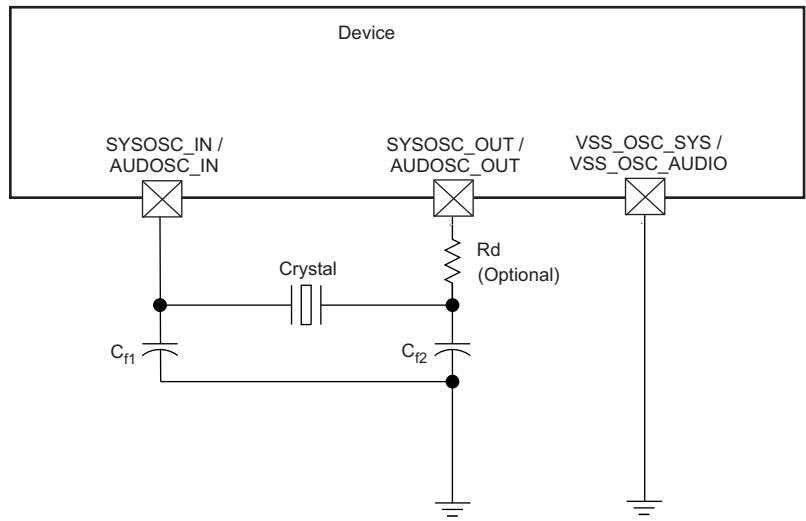 Device
SYSOSC_IN /
AUDOSC_IN
SYSOSC_OUT /
AUDOSC_OUT
VSS_OSC_SYS /
VSS_OSC_AUDIO
Rd
(Optional)
Crystal
Cf1
Cf2